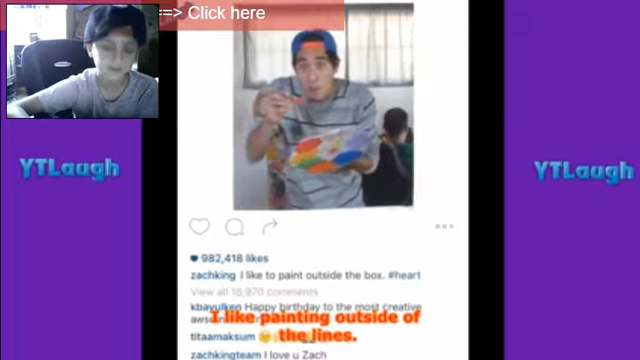 ==> Click here
YTLaugh
YTLaugh
982,418 likes
zachking I like to paint outside the box. #heart
View all 18,970 comments
kbayulken Happy birthday to the most creative
I like painting outside of
the lines.
titaamaksum
zachkingteam I love u Zach